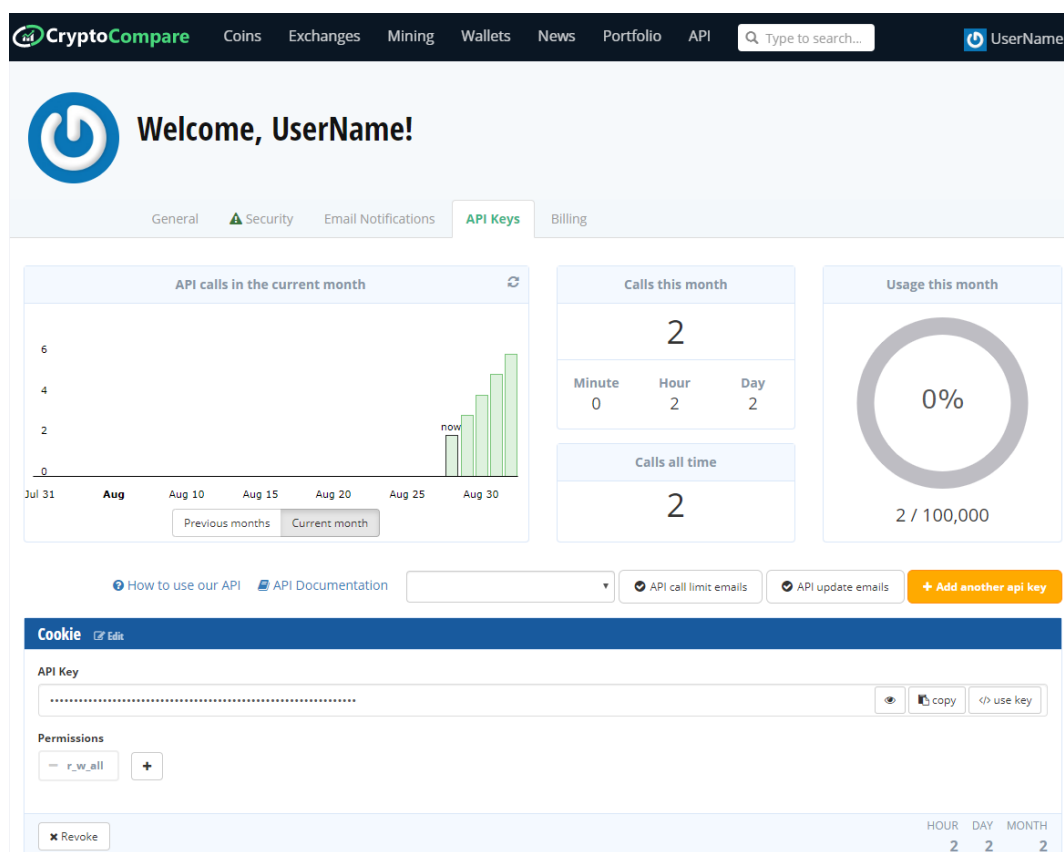 CryptoCompare Coins Exchanges Mining Wallets News Portfolio API Type to search... UserName
Welcome, UserName!
General Security Email Notifications API Keys Billing
API calls in the current month
6
4
2
0
now
Jul 31 Aug Aug 10 Aug 15 Aug 20 Aug 25 Aug 30
Previous months Current month
Calls this month
2
Minute Hour Day
0 2 2
Calls all time
2
Usage this month
0%
2 / 100,000
How to use our API API Documentation API call limit emails API update emails + Add another api key
Cookie Edit
API Key
•••••••••••••••••••••••••••••••••••••••••••••••••••••••••••••••• copy </> use key
Permissions
− r_w_all +
Revoke
HOUR DAY MONTH
2 2 2